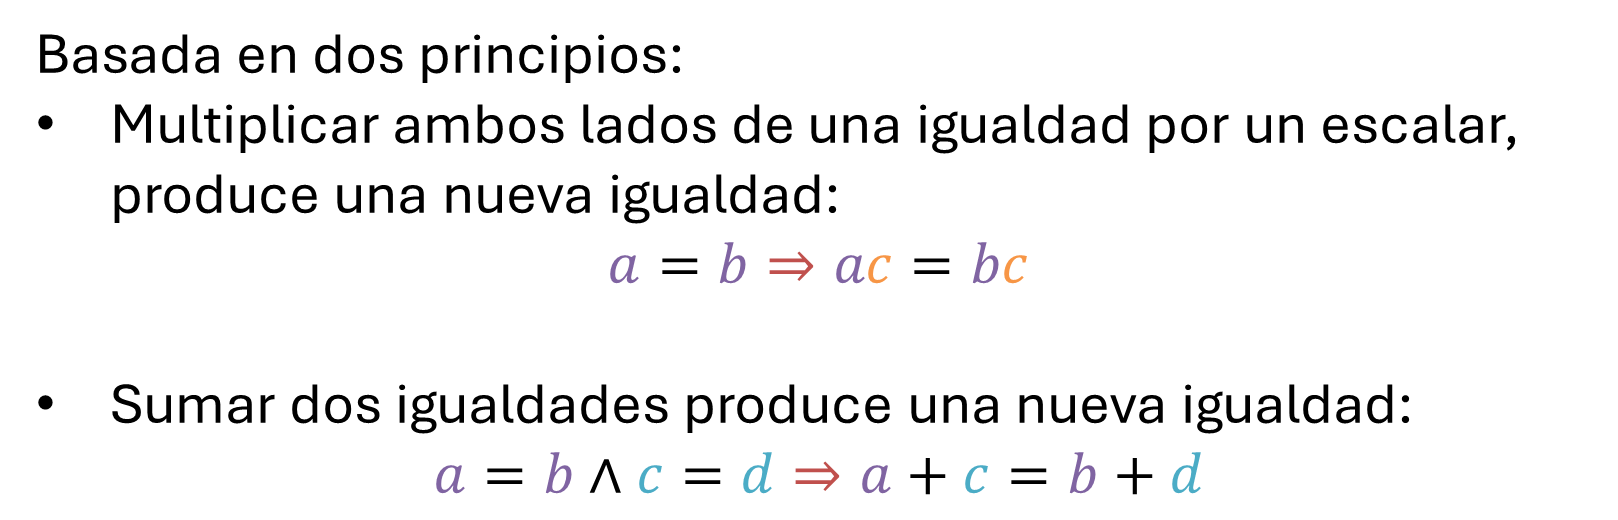 Basada en dos principios:
• Multiplicar ambos lados de una igualdad por un escalar,
produce una nueva igualdad:
a = b ⇒ ac = bc
• Sumar dos igualdades produce una nueva igualdad:
a = b ∧ c = d ⇒ a + c = b + d